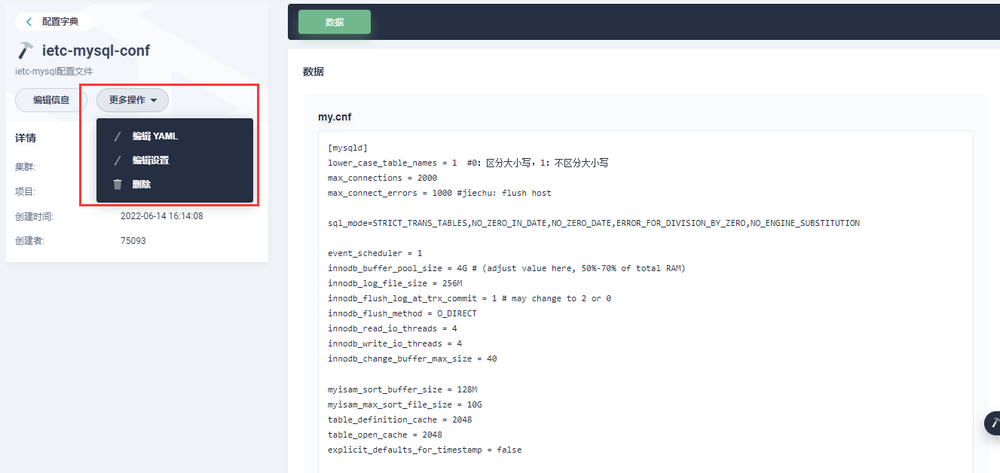 配置字典
ietc-mysql-conf
ietc-mysql配置文件
编辑信息
更多操作
编辑 YAML
编辑设置
删除
详情
集群:
项目:
创建时间:
2022-06-14 16:14:08
创建者:
75093
数据
数据
my.cnf
[mysqld]
lower_case_table_names = 1  #0：区分大小写，1：不区分大小写
max_connections = 2000
max_connect_errors = 1000 #jiechu: flush host
sql_mode=STRICT_TRANS_TABLES,NO_ZERO_IN_DATE,NO_ZERO_DATE,ERROR_FOR_DIVISION_BY_ZERO,NO_ENGINE_SUBSTITUTION
event_scheduler = 1
innodb_buffer_pool_size = 4G # (adjust value here, 50%-70% of total RAM)
innodb_log_file_size = 256M
innodb_flush_log_at_trx_commit = 1 # may change to 2 or 0
innodb_flush_method = O_DIRECT
innodb_read_io_threads = 4
innodb_write_io_threads = 4
innodb_change_buffer_max_size = 40
myisam_sort_buffer_size = 128M
myisam_max_sort_file_size = 10G
table_definition_cache = 2048
table_open_cache = 2048
explicit_defaults_for_timestamp = false